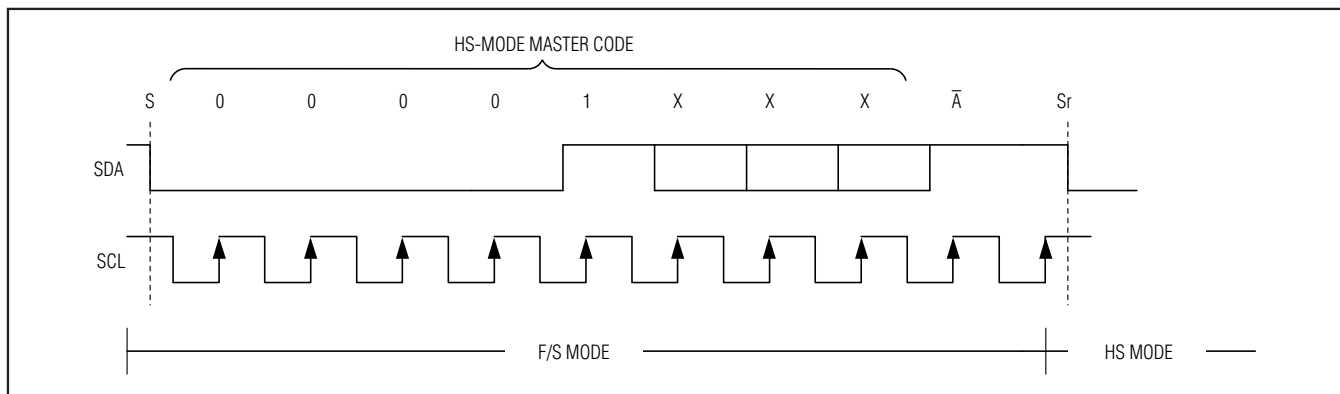 HS-MODE MASTER CODE
S 0 0 0 0 1 X X X A̅ Sr
SDA
SCL
F/S MODE HS MODE